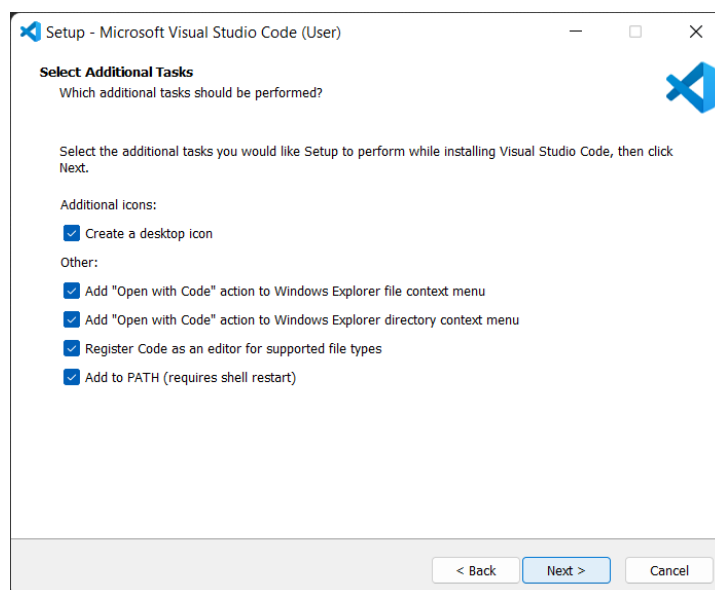 Setup - Microsoft Visual Studio Code (User)
Select Additional Tasks
Which additional tasks should be performed?
Select the additional tasks you would like Setup to perform while installing Visual Studio Code, then click
Next.
Additional icons:
Create a desktop icon
Other:
Add "Open with Code" action to Windows Explorer file context menu
Add "Open with Code" action to Windows Explorer directory context menu
Register Code as an editor for supported file types
Add to PATH (requires shell restart)
< Back Next > Cancel